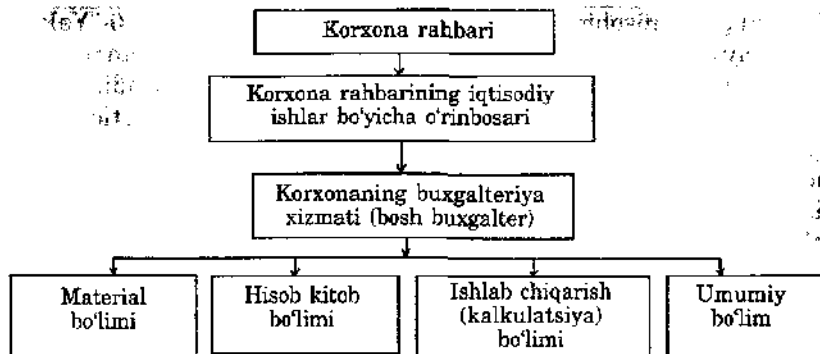 Korxona rahbari
Korxona rahbarining iqtisodiy
ishlar bo‘yicha o‘rinbosari
Korxonaning buxgalteriya
xizmati (bosh buxgalter)
Material
bo‘limi
Hisob kitob
bo‘limi
Ishlab chiqarish
(kalkulatsiya)
bo‘limi
Umumiy
bo‘lim